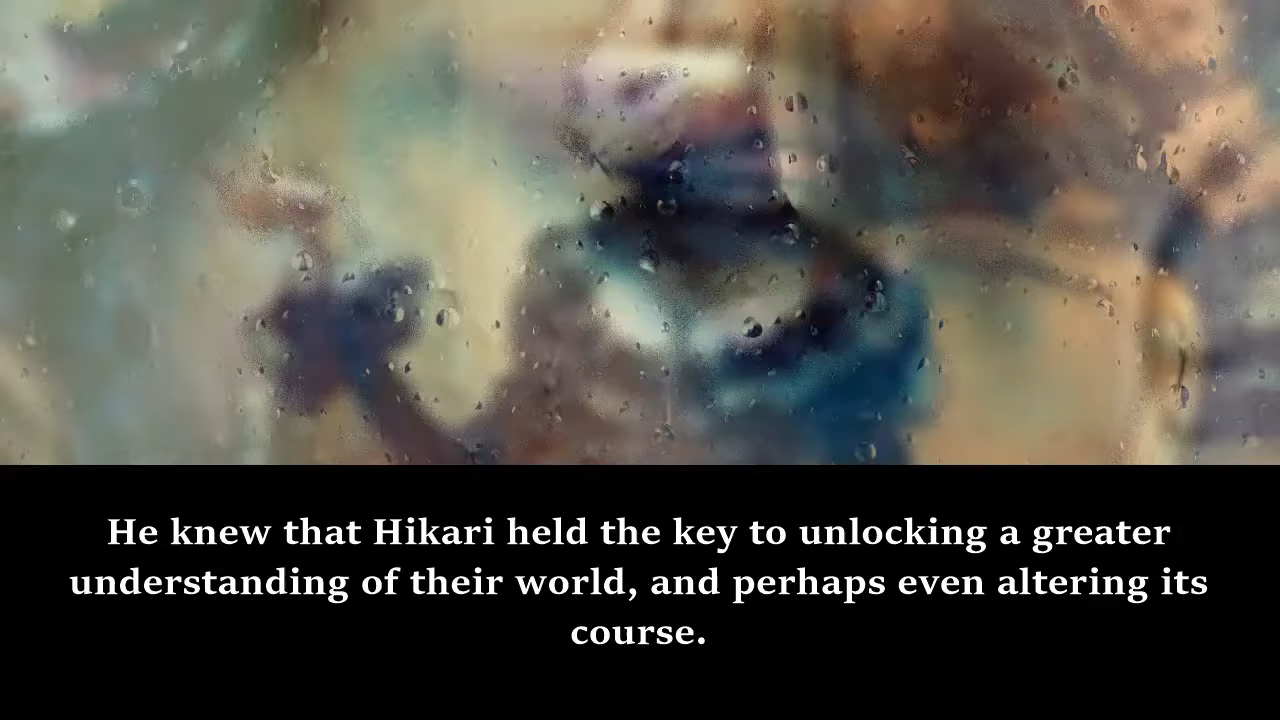 He knew that Hikari held the key to unlocking a greater
understanding of their world, and perhaps even altering its
course.